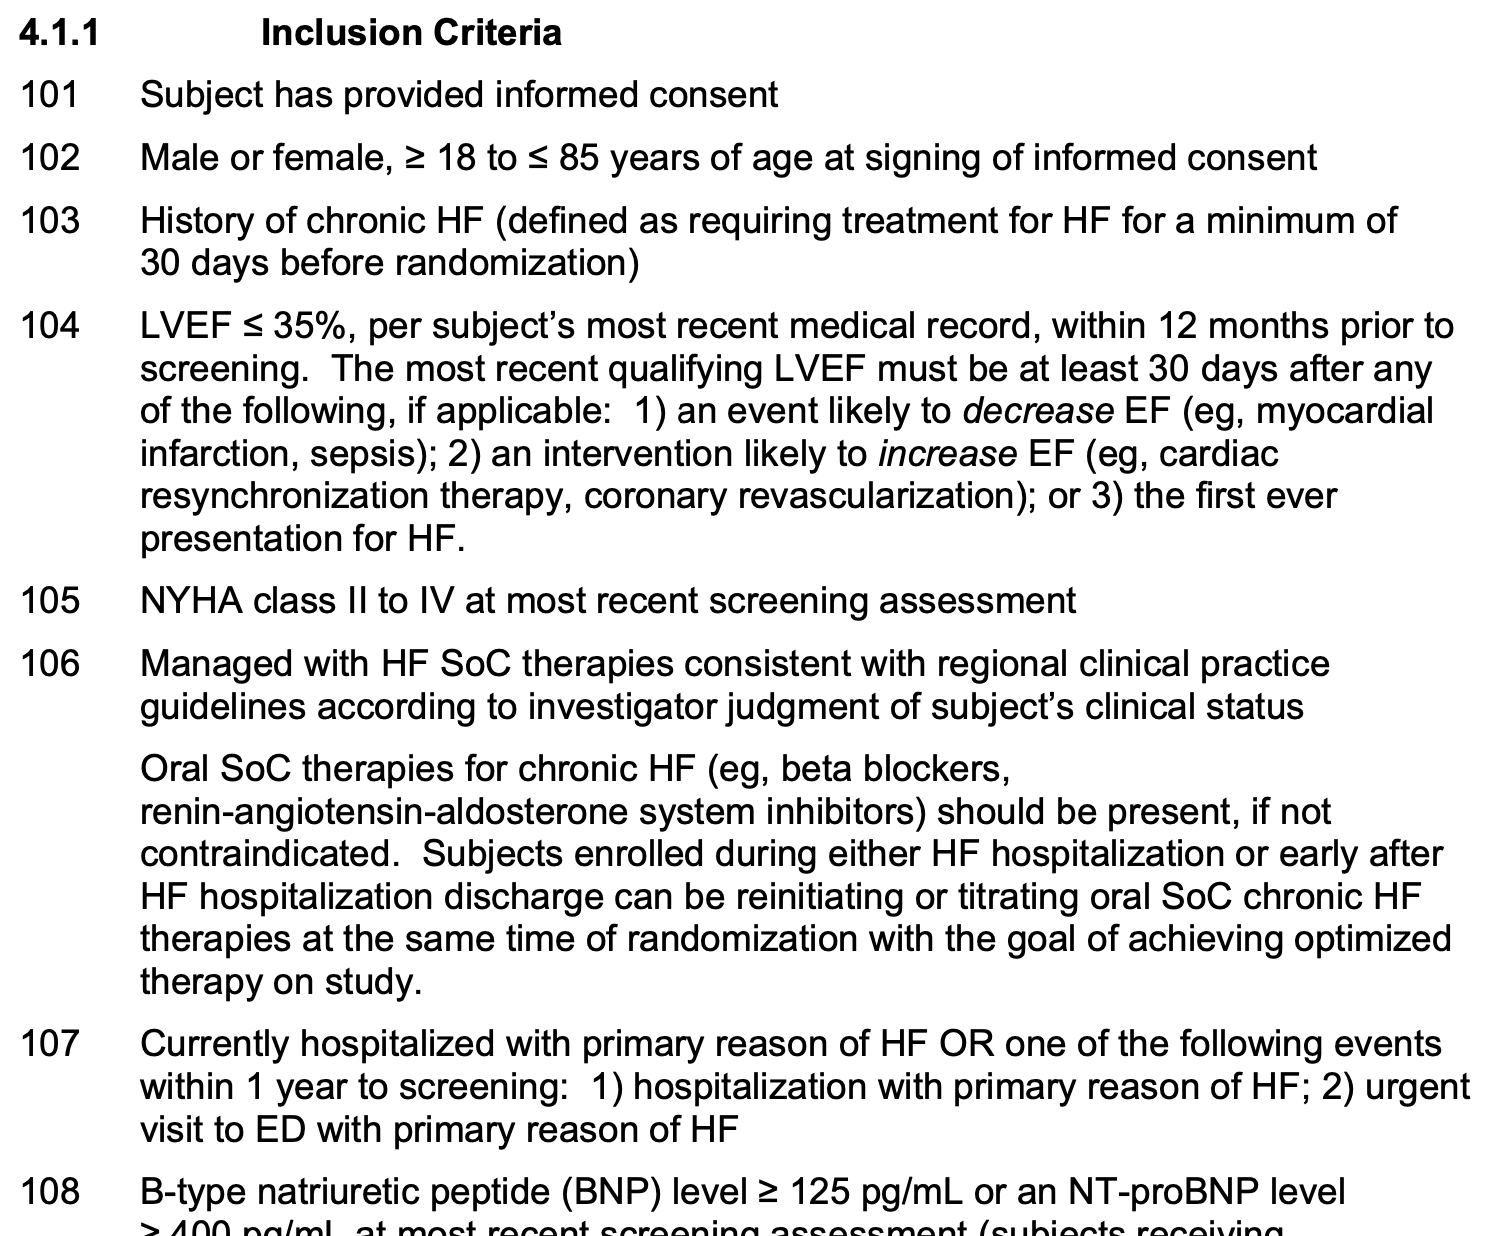 4.1.1 Inclusion Criteria
101 Subject has provided informed consent
102 Male or female, ≥ 18 to ≤ 85 years of age at signing of informed consent
103 History of chronic HF (defined as requiring treatment for HF for a minimum of
30 days before randomization)
104 LVEF ≤ 35%, per subject’s most recent medical record, within 12 months prior to
screening.  The most recent qualifying LVEF must be at least 30 days after any
of the following, if applicable:  1) an event likely to decrease EF (eg, myocardial
infarction, sepsis); 2) an intervention likely to increase EF (eg, cardiac
resynchronization therapy, coronary revascularization); or 3) the first ever
presentation for HF.
105 NYHA class II to IV at most recent screening assessment
106 Managed with HF SoC therapies consistent with regional clinical practice
guidelines according to investigator judgment of subject’s clinical status
Oral SoC therapies for chronic HF (eg, beta blockers,
renin-angiotensin-aldosterone system inhibitors) should be present, if not
contraindicated.  Subjects enrolled during either HF hospitalization or early after
HF hospitalization discharge can be reinitiating or titrating oral SoC chronic HF
therapies at the same time of randomization with the goal of achieving optimized
therapy on study.
107 Currently hospitalized with primary reason of HF OR one of the following events
within 1 year to screening:  1) hospitalization with primary reason of HF; 2) urgent
visit to ED with primary reason of HF
108 B-type natriuretic peptide (BNP) level ≥ 125 pg/mL or an NT-proBNP level
≥ 400 pg/mL at most recent screening assessment (subjects receiving